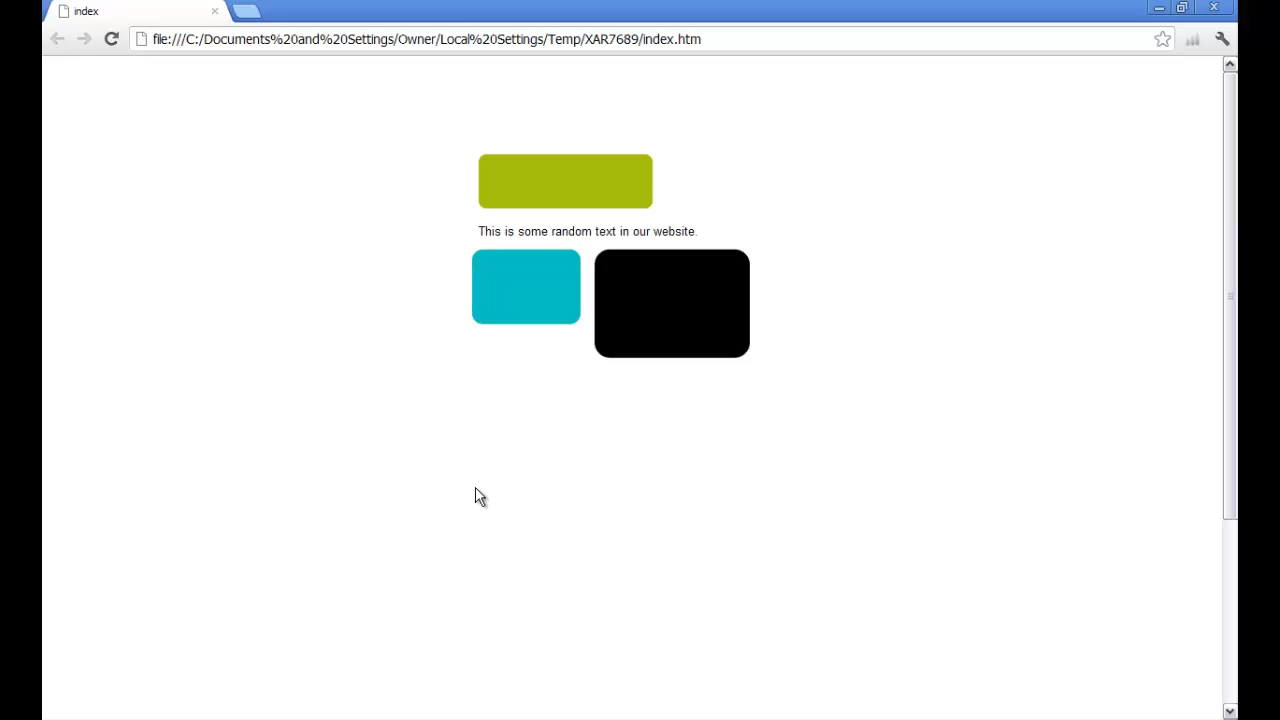 index
file:///C:/Documents%20and%20Settings/Owner/Local%20Settings/Temp/XAR7689/index.htm
This is some random text in our website.